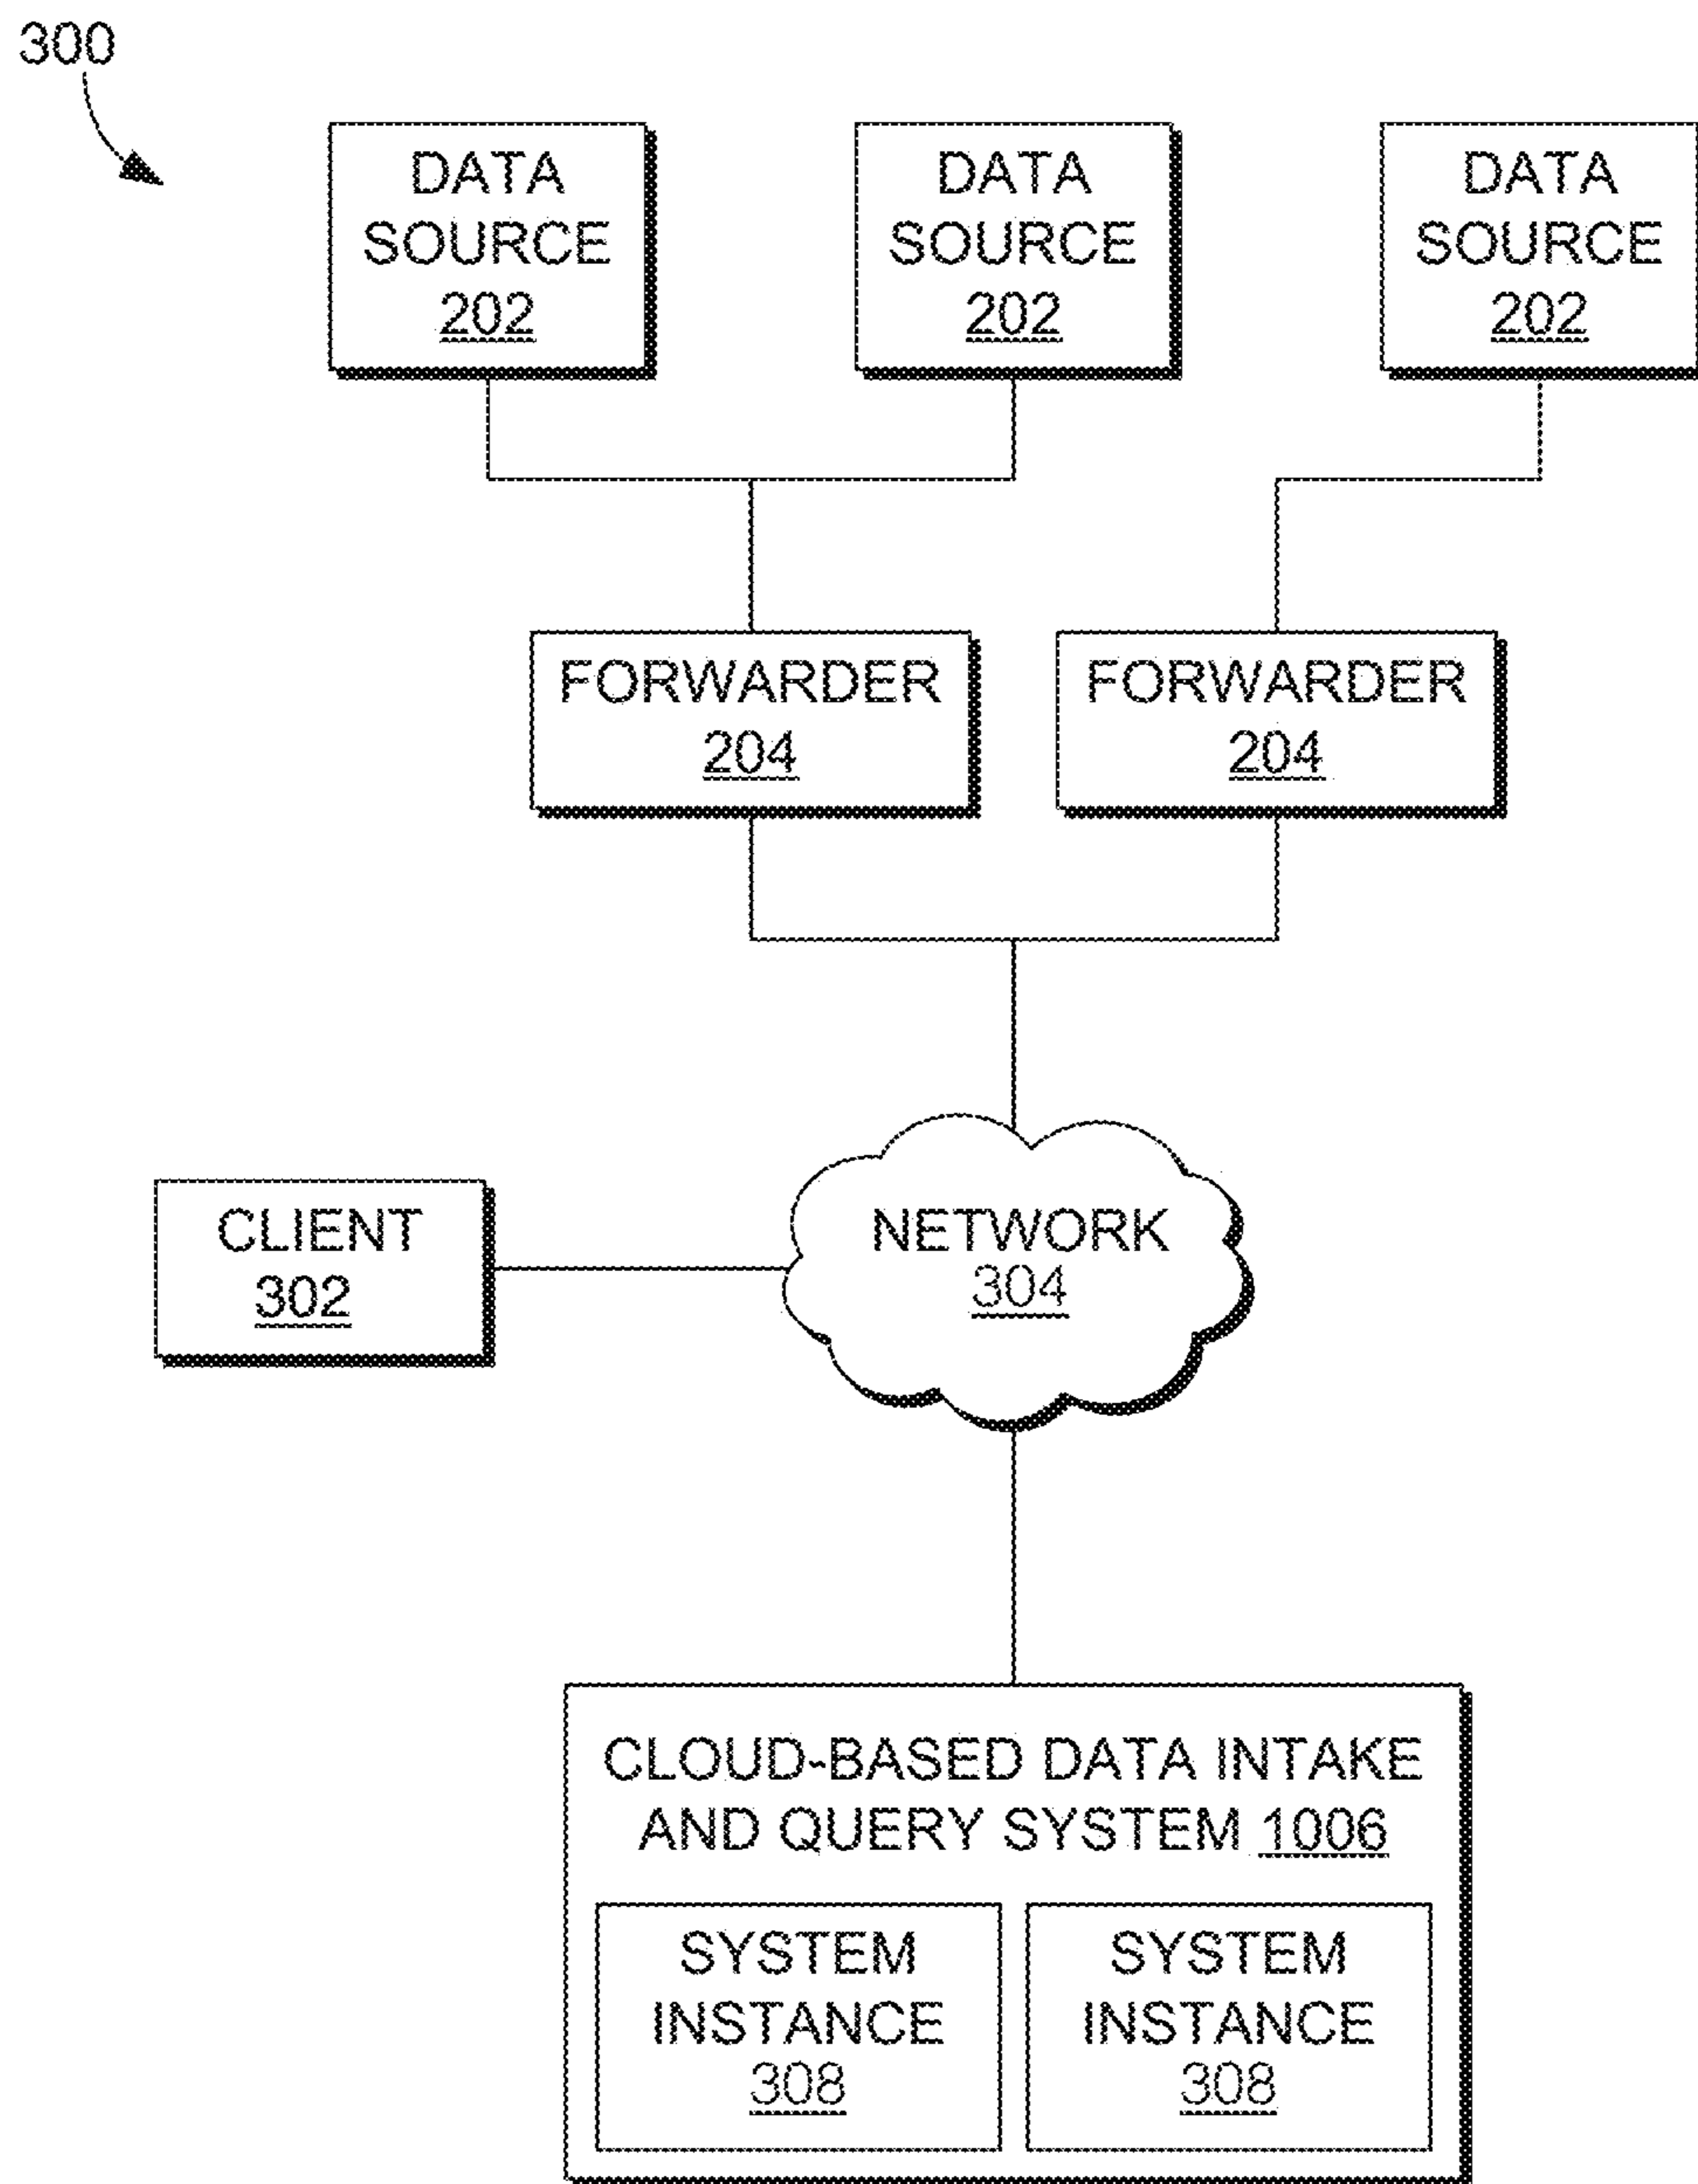 300
DATA
SOURCE
202
DATA
SOURCE
202
DATA
SOURCE
202
FORWARDER
204
FORWARDER
204
CLIENT
302
NETWORK
304
CLOUD-BASED DATA INTAKE
AND QUERY SYSTEM 1006
SYSTEM
INSTANCE
308
SYSTEM
INSTANCE
308